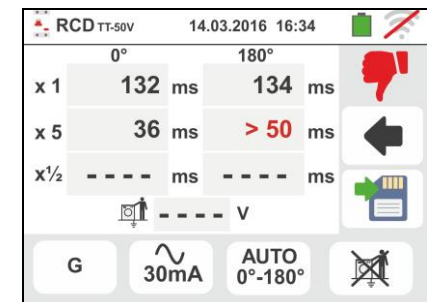 RCD TT-50V 14.03.2016 16:34
0° 180°
x 1 132 ms 134 ms
x 5 36 ms > 50 ms
x½ - - - - ms - - - - ms
- - - - V
G 30mA AUTO 0°-180°